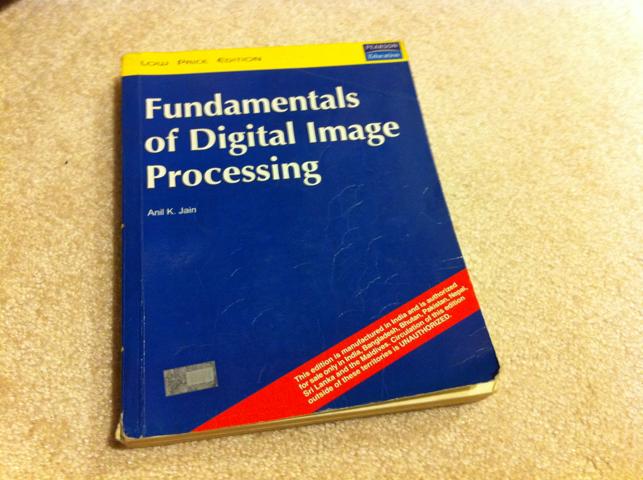 LOW PRICE EDITION
PEARSON
Education
Fundamentals
of Digital Image
Processing
Anil K. Jain
This edition is manufactured in India and is authorized
for sale only in India, Bangladesh, Bhutan, Pakistan, Nepal,
Sri Lanka and the Maldives. Circulation of this edition
outside of these territories is UNAUTHORIZED.